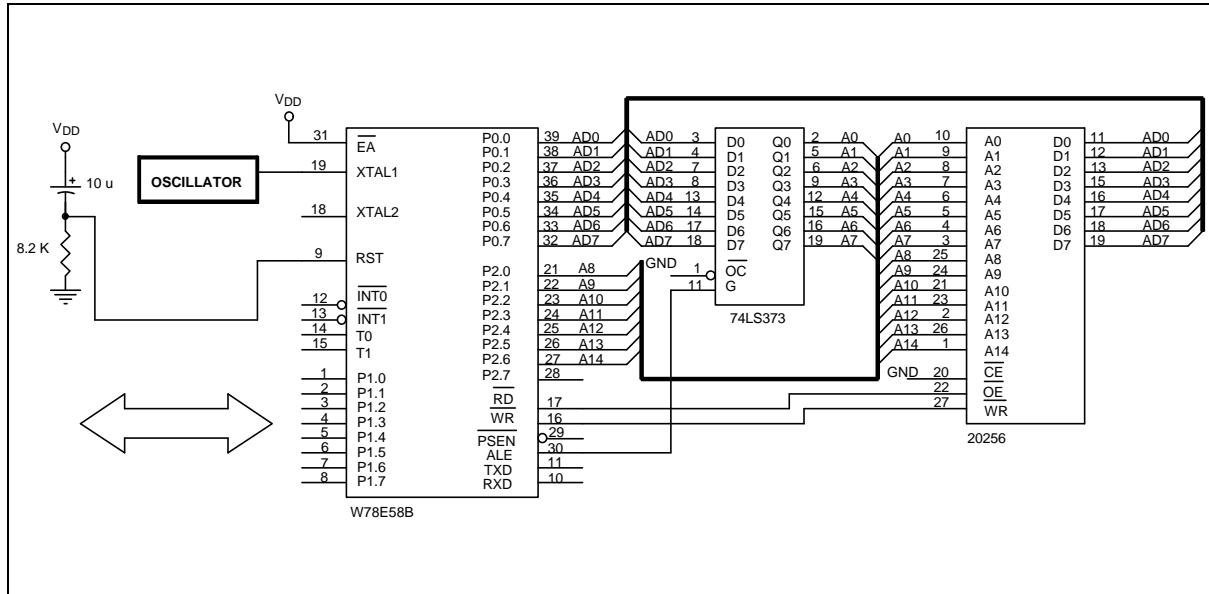 VDD
10 u
8.2 K
OSCILLATOR
VDD
31 EA
19 XTAL1
18 XTAL2
9 RST
12 INT0
13 INT1
14 T0
15 T1
1 P1.0
2 P1.1
3 P1.2
4 P1.3
5 P1.4
6 P1.5
7 P1.6
8 P1.7
P0.0 39 AD0
P0.1 38 AD1
P0.2 37 AD2
P0.3 36 AD3
P0.4 35 AD4
P0.5 34 AD5
P0.6 33 AD6
P0.7 32 AD7
P2.0 21 A8
P2.1 22 A9
P2.2 23 A10
P2.3 24 A11
P2.4 25 A12
P2.5 26 A13
P2.6 27 A14
P2.7 28
RD 17
WR 16
PSEN 29
ALE 30
TXD 11
RXD 10
W78E58B
AD0 3 D0 Q0 2 A0
AD1 4 D1 Q1 5 A1
AD2 7 D2 Q2 6 A2
AD3 8 D3 Q3 9 A3
AD4 13 D4 Q4 12 A4
AD5 14 D5 Q5 15 A5
AD6 17 D6 Q6 16 A6
AD7 18 D7 Q7 19 A7
GND 1 OC
11 G
74LS373
A0 10 A0 D0 11 AD0
A1 9 A1 D1 12 AD1
A2 8 A2 D2 13 AD2
A3 7 A3 D3 15 AD3
A4 6 A4 D4 16 AD4
A5 5 A5 D5 17 AD5
A6 4 A6 D6 18 AD6
A7 3 A7 D7 19 AD7
A8 25 A8
A9 24 A9
A10 21 A10
A11 23 A11
A12 2 A12
A13 26 A13
A14 1 A14
GND 20 CE
22 OE
27 WR
20256